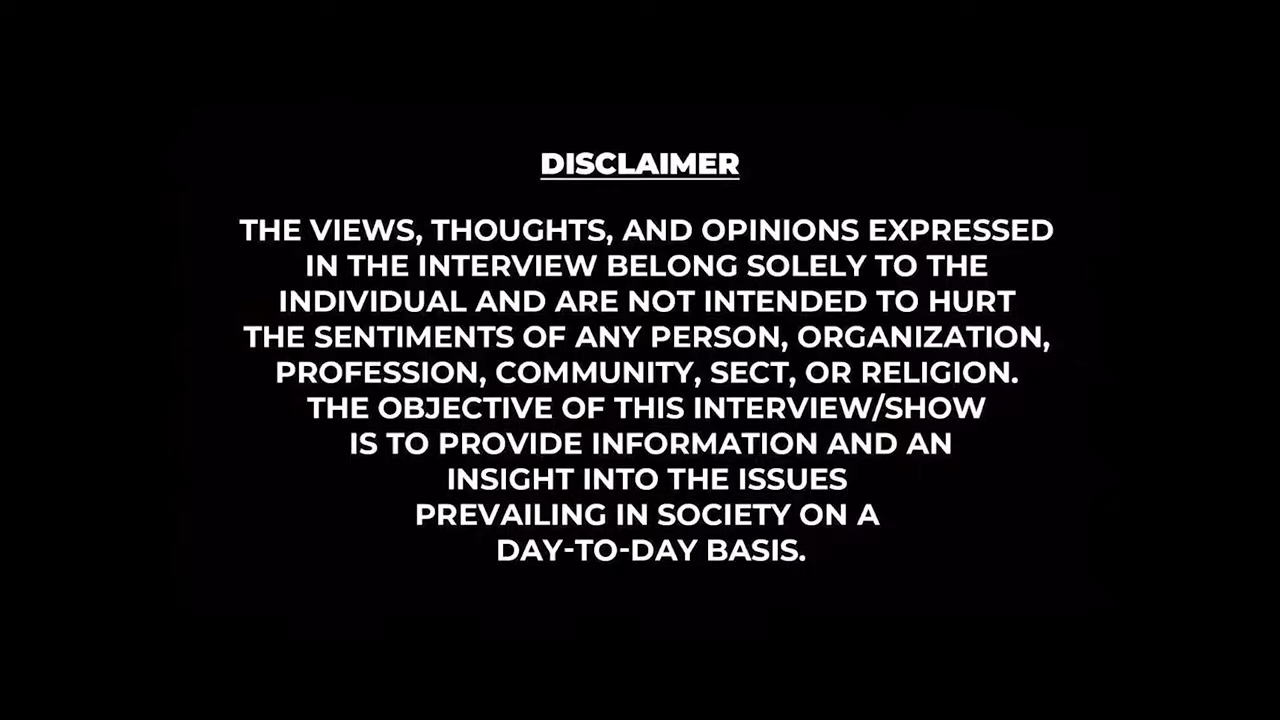 DISCLAIMER
THE VIEWS, THOUGHTS, AND OPINIONS EXPRESSED
IN THE INTERVIEW BELONG SOLELY TO THE
INDIVIDUAL AND ARE NOT INTENDED TO HURT
THE SENTIMENTS OF ANY PERSON, ORGANIZATION,
PROFESSION, COMMUNITY, SECT, OR RELIGION.
THE OBJECTIVE OF THIS INTERVIEW/SHOW
IS TO PROVIDE INFORMATION AND AN
INSIGHT INTO THE ISSUES
PREVAILING IN SOCIETY ON A
DAY-TO-DAY BASIS.